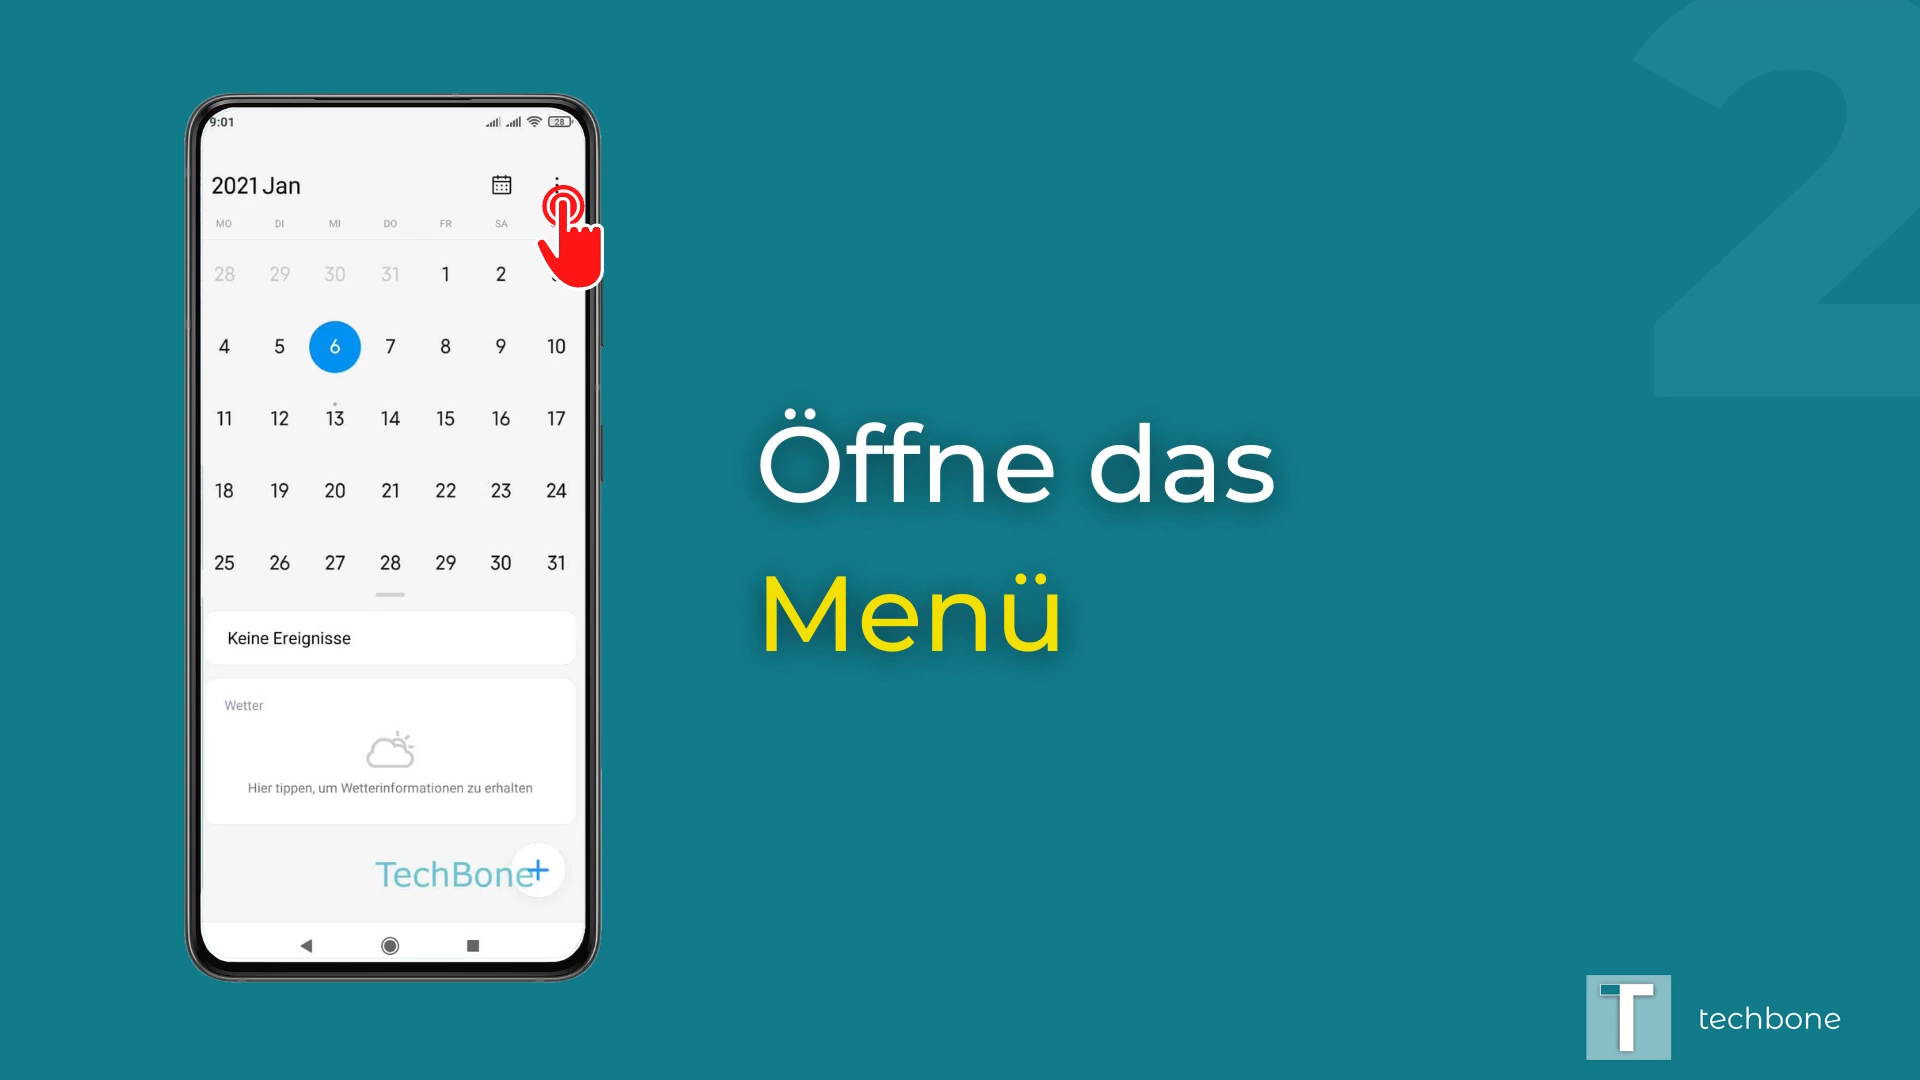 2
9:01
28
2021 Jan
MO DI MI DO FR SA
28 29 30 31 1 2
4 5 6 7 8 9 10
11 12 13 14 15 16 17
18 19 20 21 22 23 24
25 26 27 28 29 30 31
Keine Ereignisse
Wetter
Hier tippen, um Wetterinformationen zu erhalten
TechBone
+
Öffne das
Menü
T
techbone